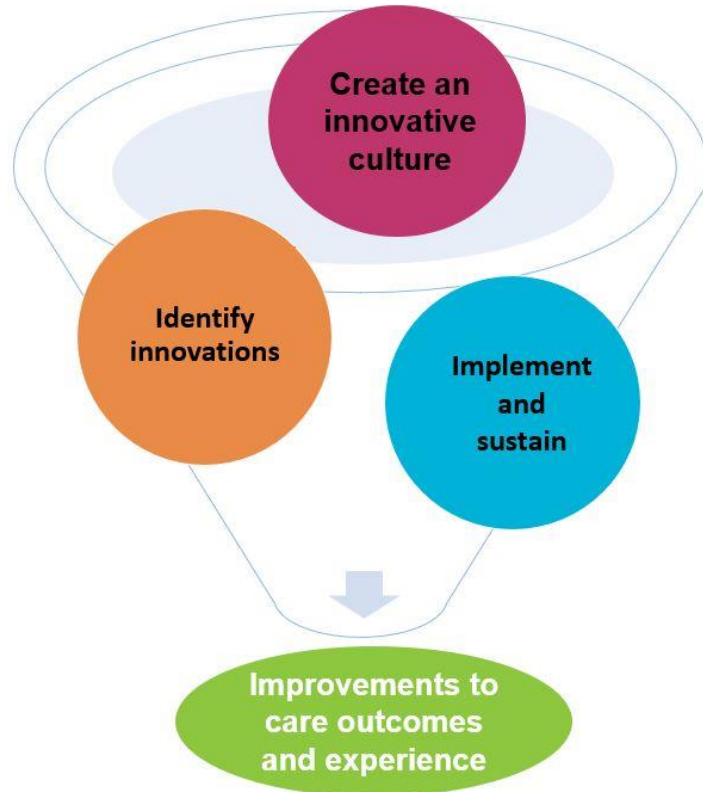 Create an
innovative
culture
Identify
innovations
Implement
and
sustain
Improvements to
care outcomes
and experience